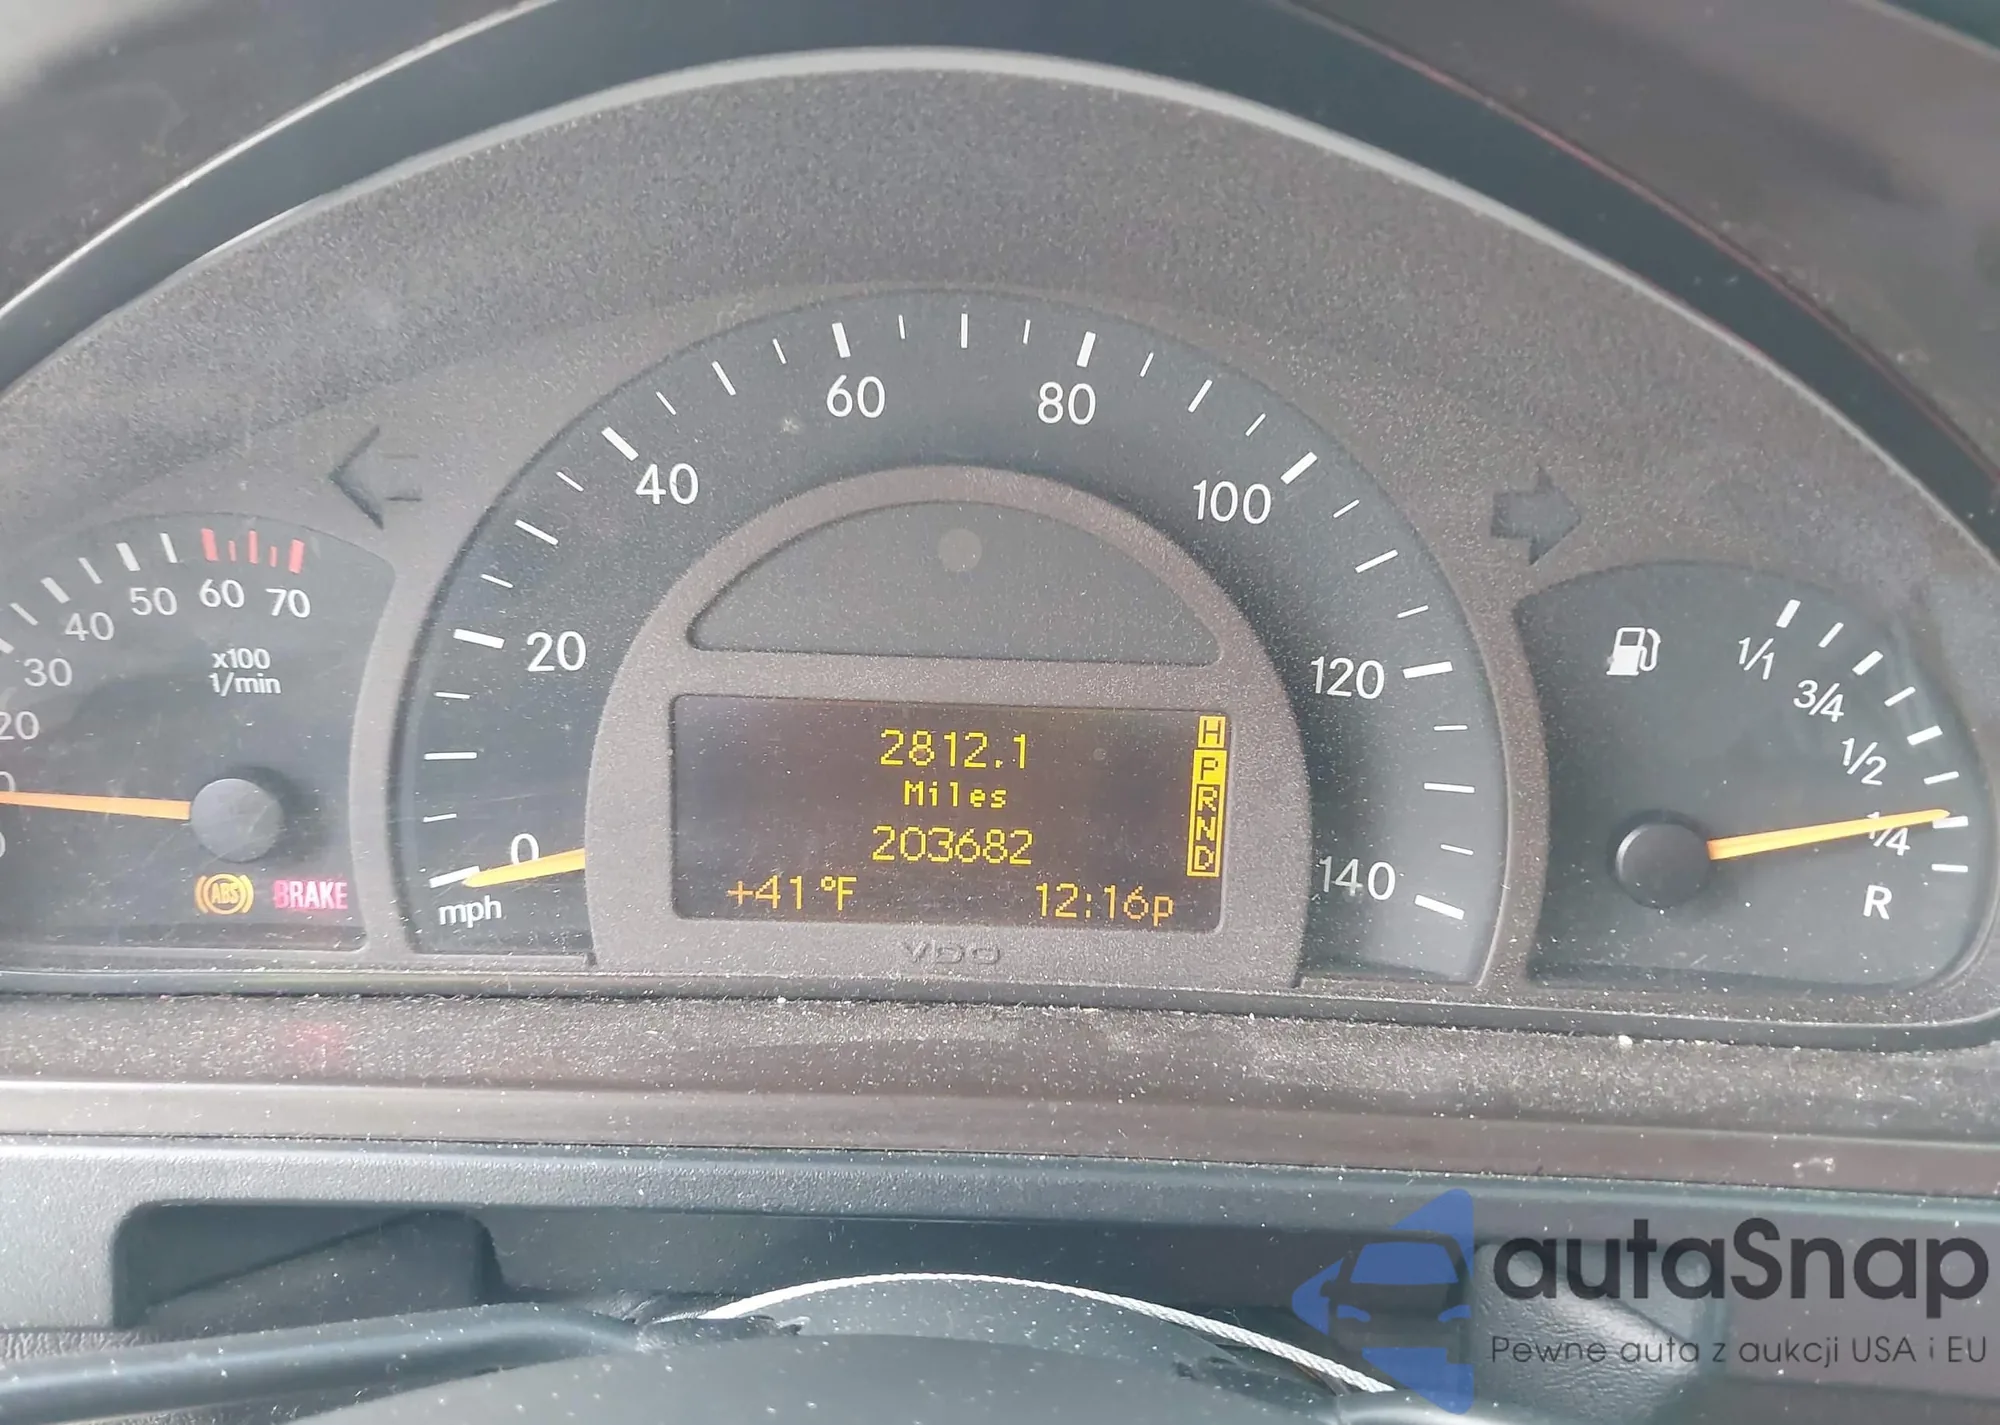 60
80
40
100
20
120
0
140
mph
50 60 70
40
30
20
x100
1/min
ABS BRAKE
2812.1
Miles
203682
+41°F 12:16p
H
P
R
N
D
VDO
1/1
3/4
1/2
1/4
R
autaSnap
Pewne auta z aukcji USA i EU